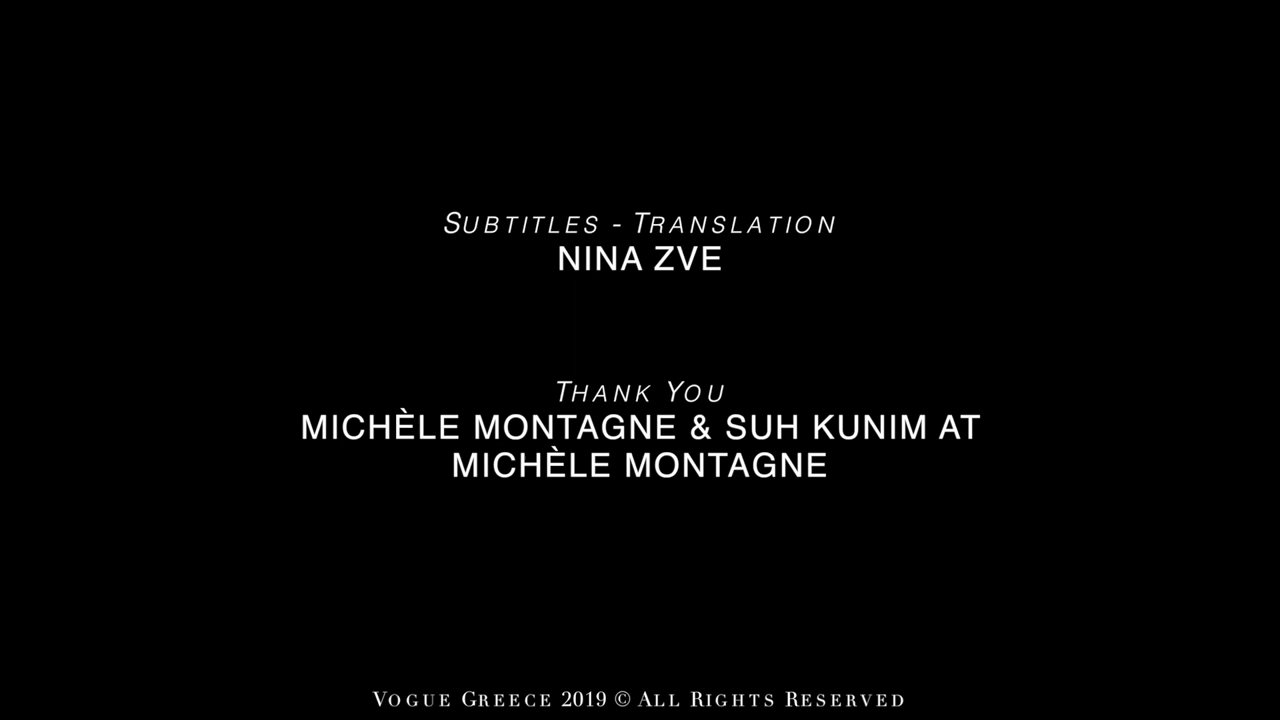 Subtitles - Translation
NINA ZVE
Thank You
MICHÈLE MONTAGNE & SUH KUNIM AT
MICHÈLE MONTAGNE
Vogue Greece 2019 © All Rights Reserved